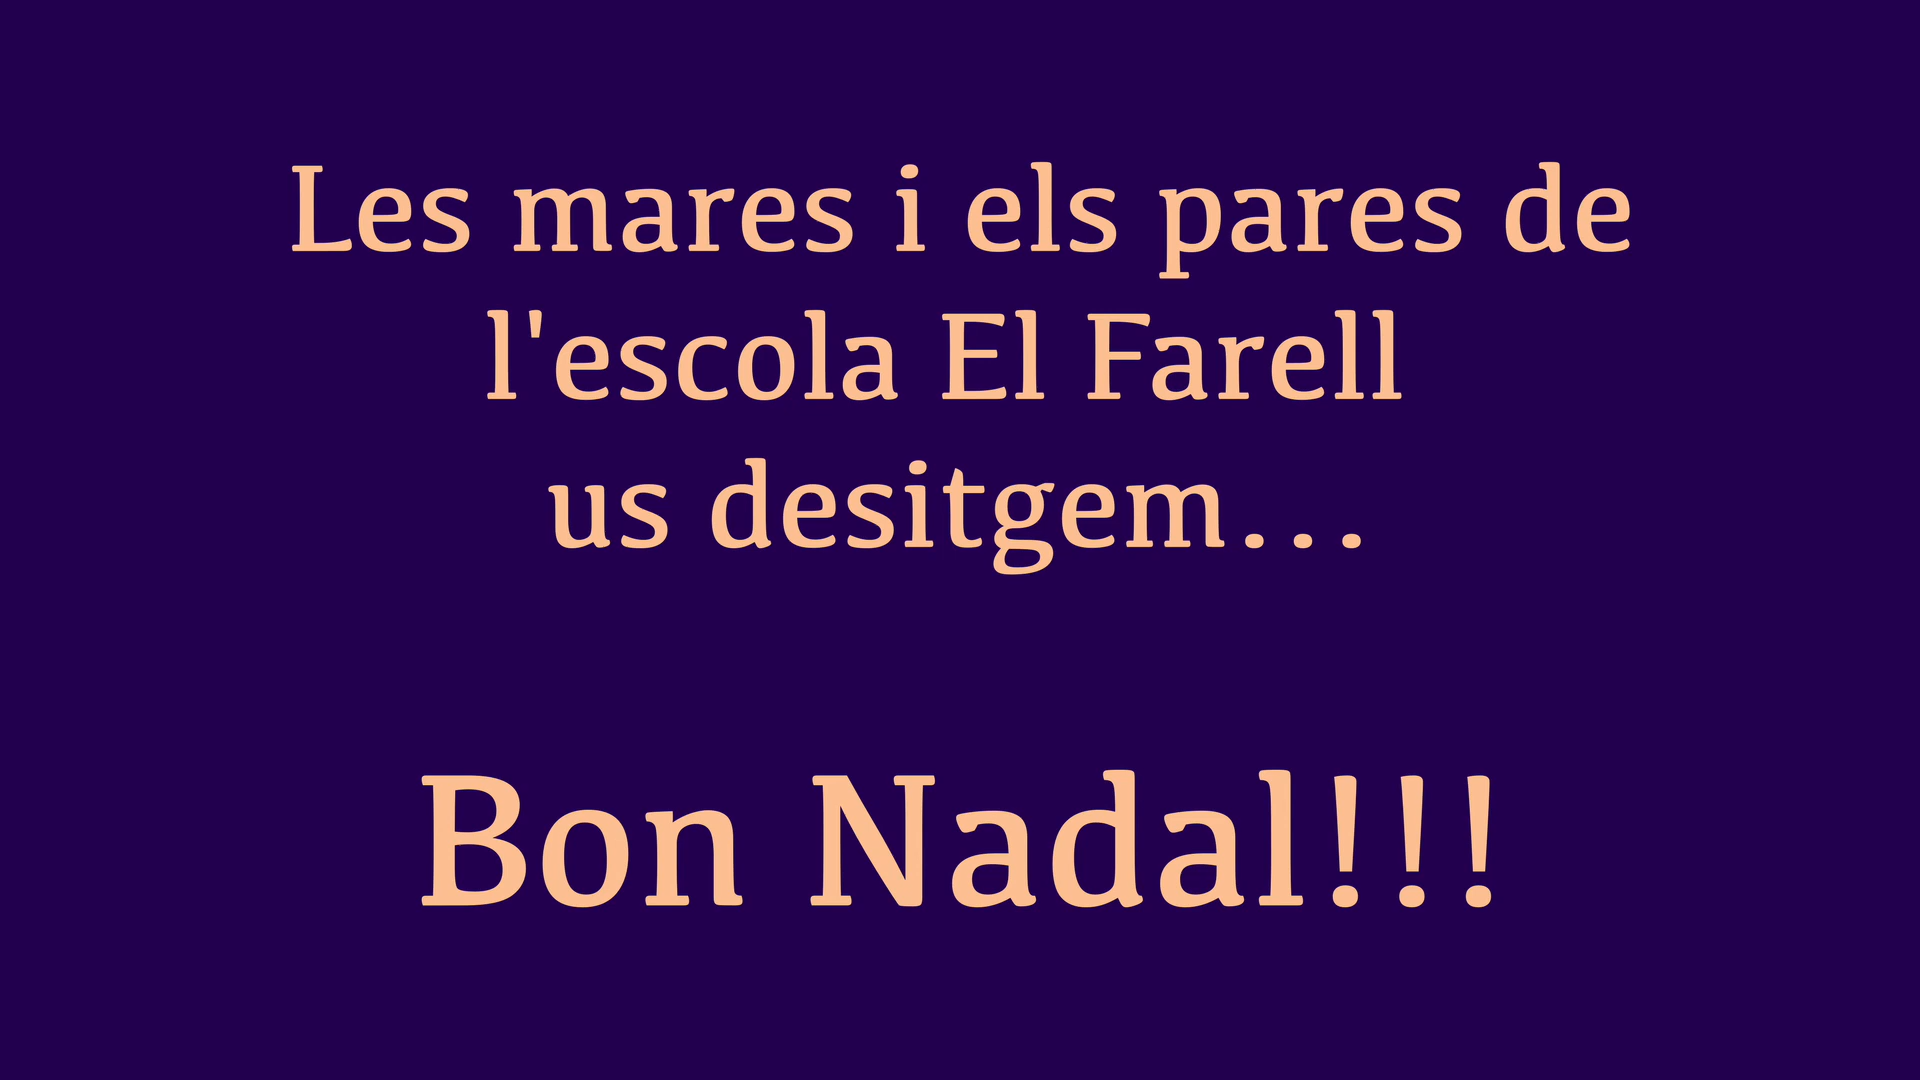 Les mares i els pares de
l'escola El Farell
us desitgem...
Bon Nadal!!!